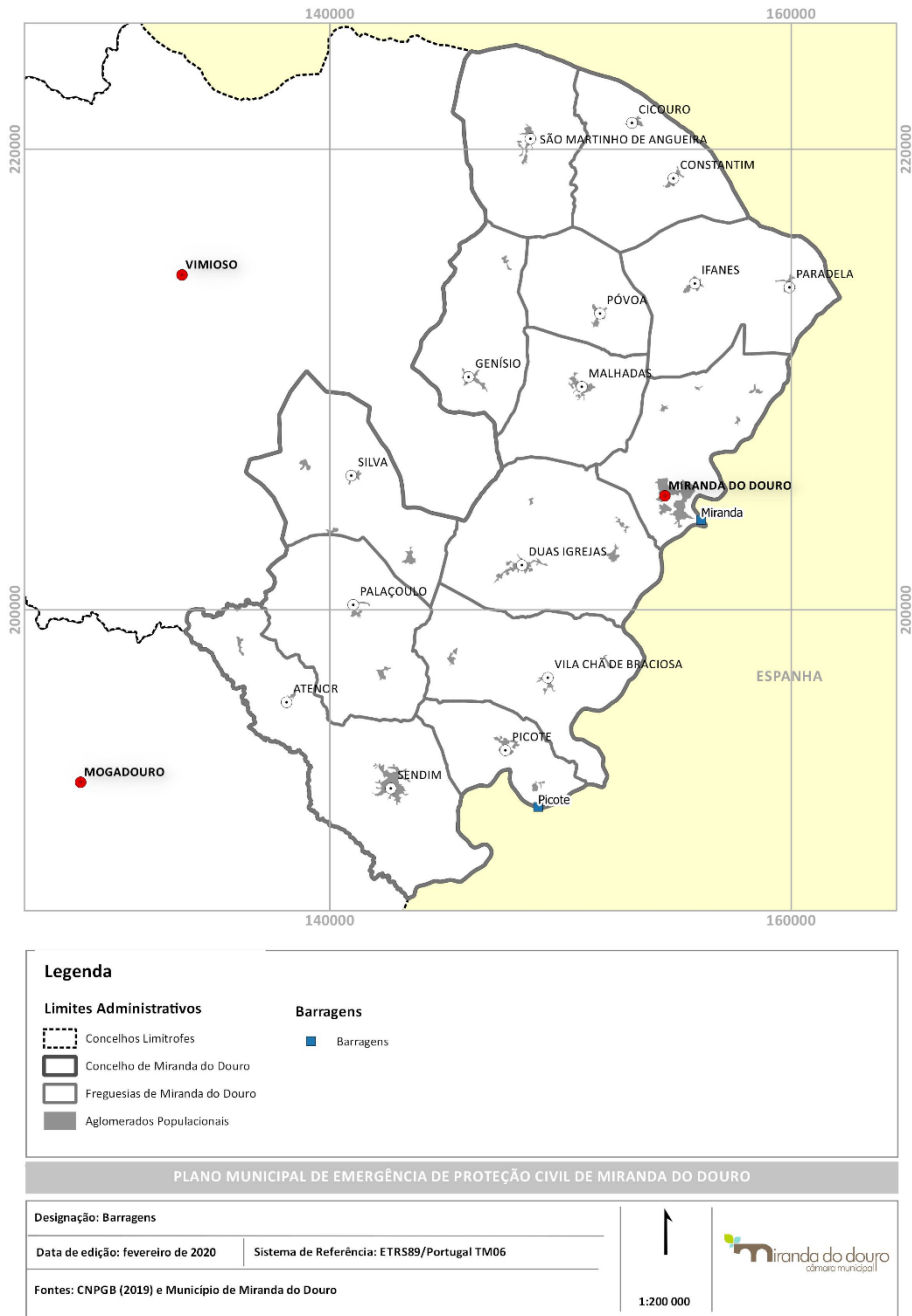 140000 160000
CICOURO
220000 SÃO MARTINHO DE ANGUEIRA 220000
CONSTANTIM
VIMIOSO
IFANES
PARADELA
PÓVOA
GENÍSIO
MALHADAS
SILVA
MIRANDA DO DOURO
Miranda
DUAS IGREJAS
PALAÇOULO
200000 200000
VILA CHÃ DE BRACIOSA
ESPANHA
ATENOR
PICOTE
MOGADOURO
SENDIM
Picote
140000 160000
Legenda
Limites Administrativos
Concelhos Limítrofes
Concelho de Miranda do Douro
Freguesias de Miranda do Douro
Aglomerados Populacionais
Barragens
Barragens
PLANO MUNICIPAL DE EMERGÊNCIA DE PROTEÇÃO CIVIL DE MIRANDA DO DOURO
Designação: Barragens
Data de edição: fevereiro de 2020 Sistema de Referência: ETRS89/Portugal TM06
Fontes: CNPGB (2019) e Município de Miranda do Douro
1:200 000
miranda do douro
câmara municipal